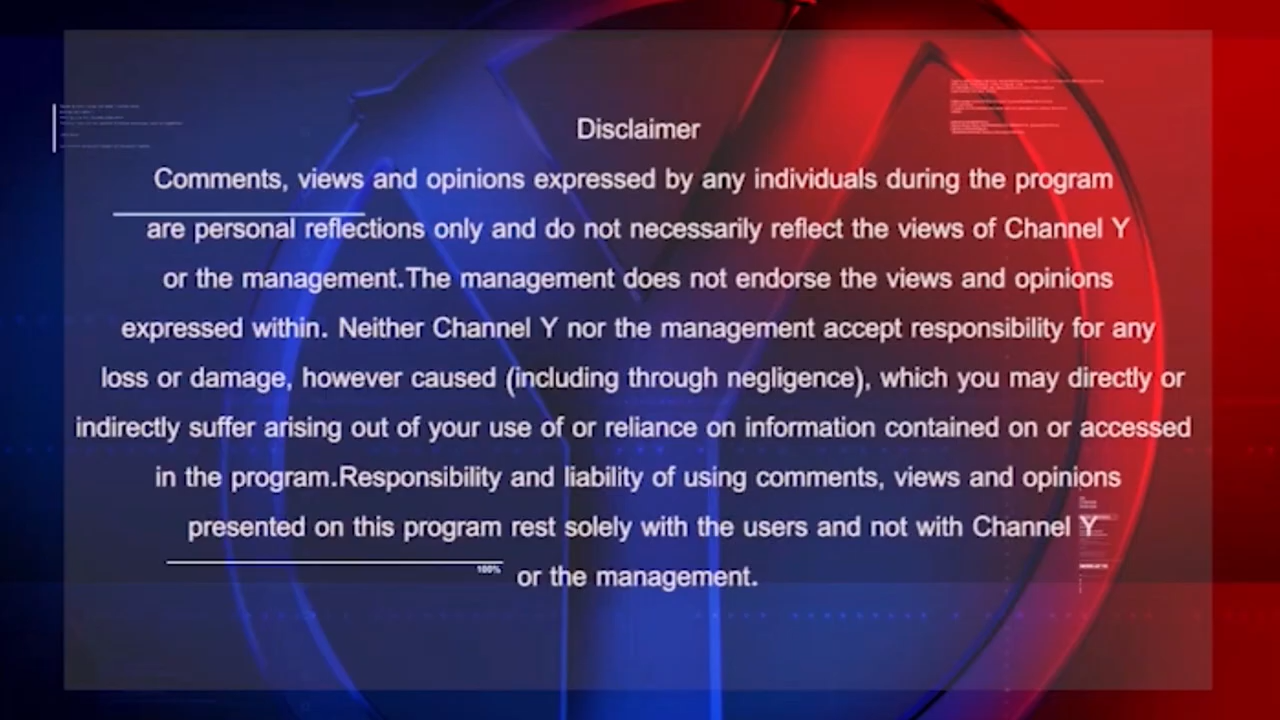 Disclaimer
Comments, views and opinions expressed by any individuals during the program
are personal reflections only and do not necessarily reflect the views of Channel Y
or the management.The management does not endorse the views and opinions
expressed within. Neither Channel Y nor the management accept responsibility for any
loss or damage, however caused (including through negligence), which you may directly or
indirectly suffer arising out of your use of or reliance on information contained on or accessed
in the program.Responsibility and liability of using comments, views and opinions
presented on this program rest solely with the users and not with Channel Y
100%
or the management.